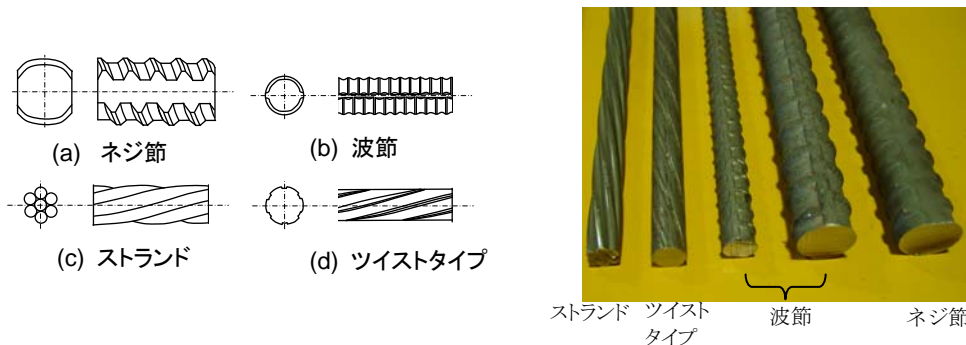 (a) ネジ節
(b) 波節
(c) ストランド
(d) ツイストタイプ
ストランド
ツイスト
タイプ
波節
ネジ節